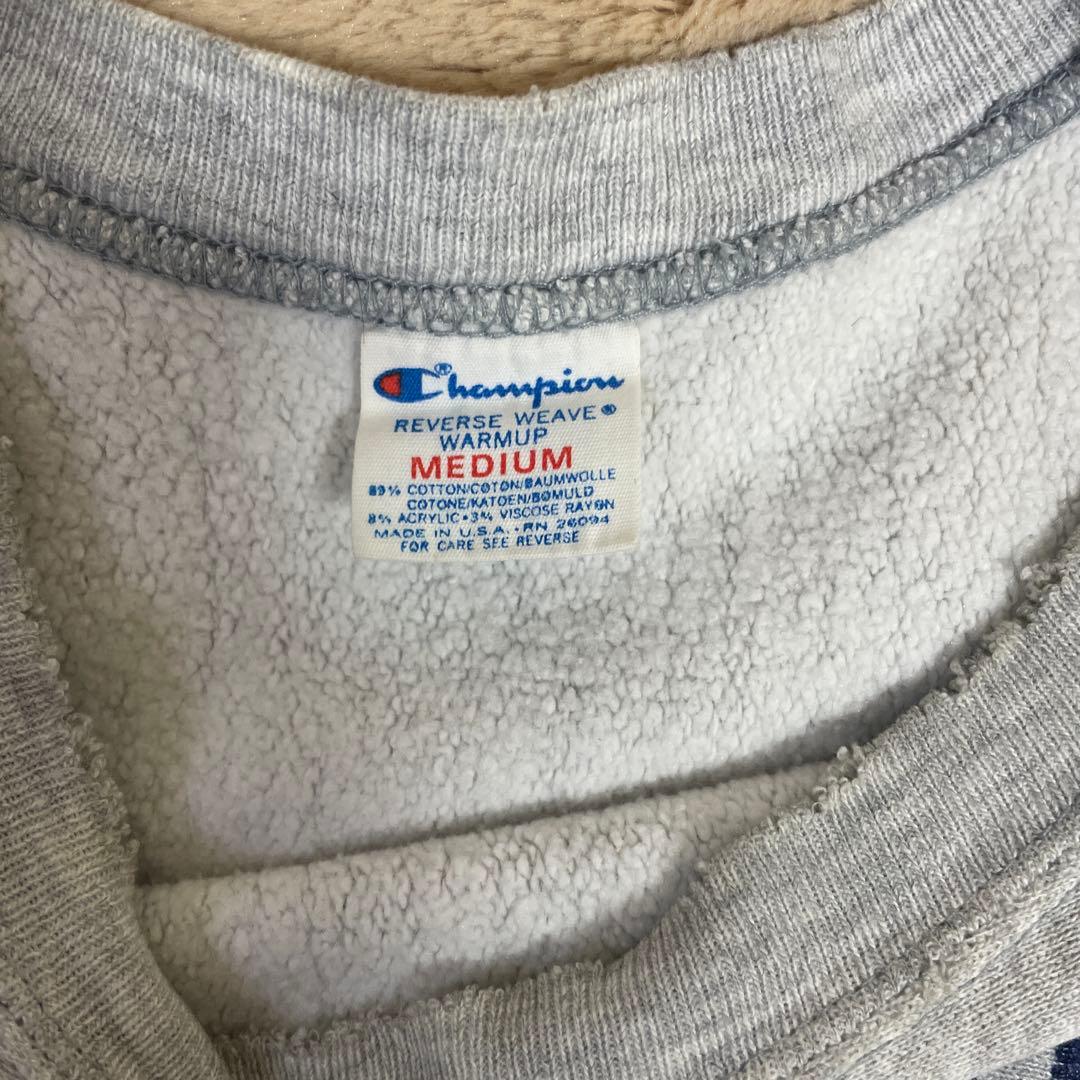 Champion®
REVERSE WEAVE®
WARMUP
MEDIUM
89% COTTON/COTON/BAUMWOLLE
COTONE/KATOEN/BOMULD
8% ACRYLIC•3% VISCOSE RAYON
MADE IN U.S.A.•RN 26094
FOR CARE SEE REVERSE